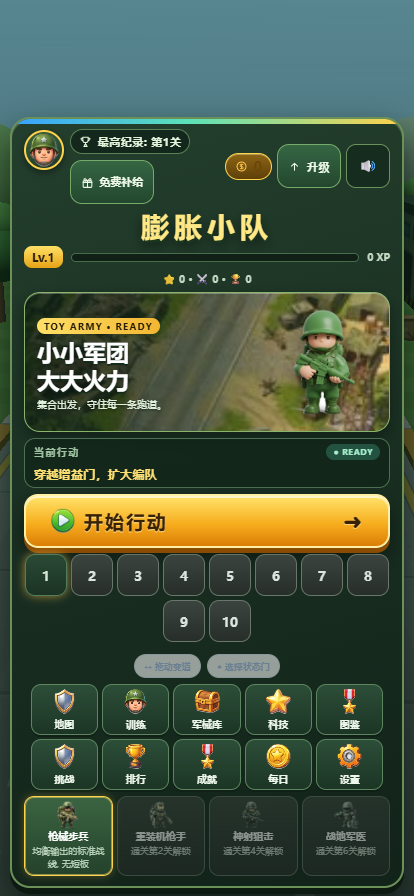 最高纪录: 第1关
免费补给
0
升级
膨胀小队
Lv.1
0 XP
0 • 0 • 0
TOY ARMY • READY
小小军团
大大火力
集合出发，守住每一条跑道。
当前行动
● READY
穿越增益门，扩大编队
开始行动 →
1 2 3 4 5 6 7 8
9 10
↔ 拖动变道
选择状态门
地图 训练 军械库 科技 图鉴
挑战 排行 成就 每日 设置
枪械步兵
均衡输出的标准战线, 无短板
重装机枪手
通关第2关解锁
神射狙击
通关第4关解锁
战地军医
通关第6关解锁